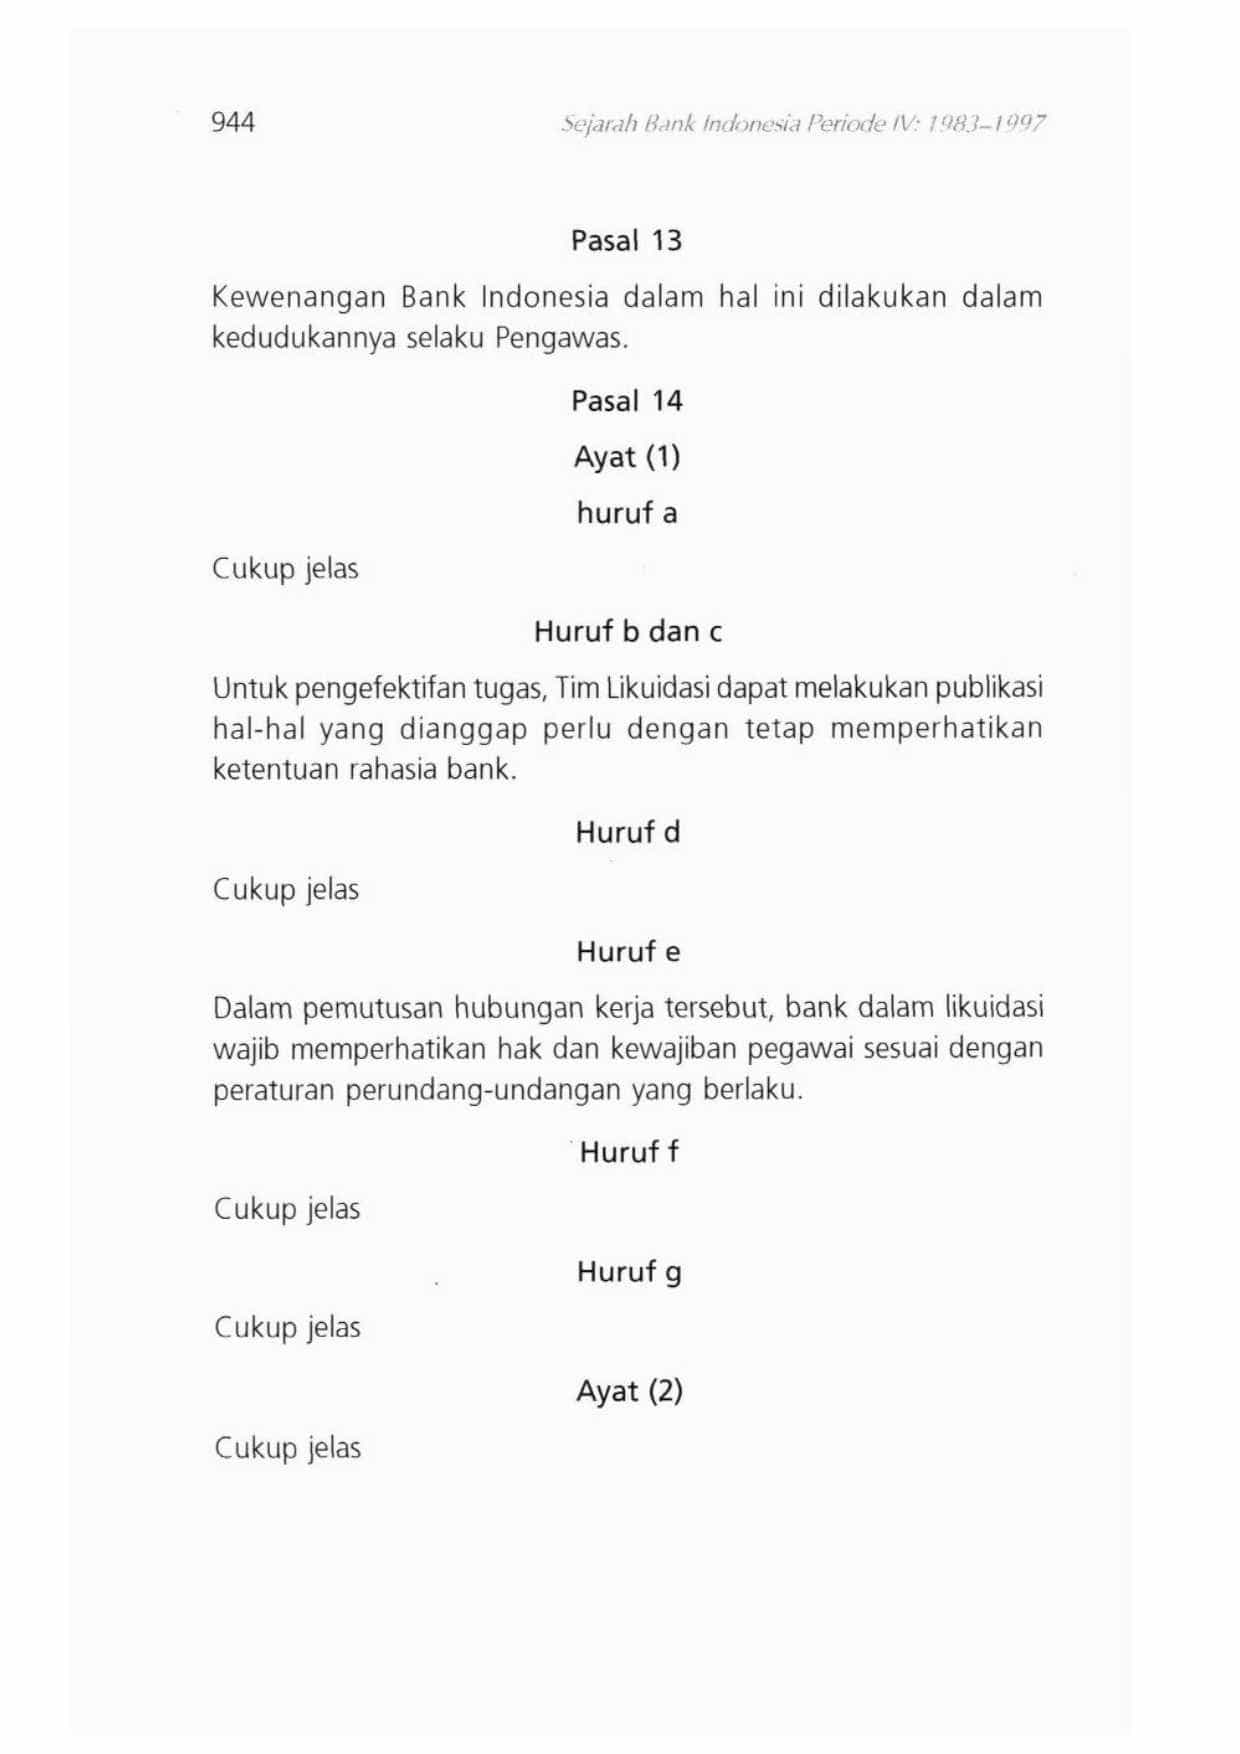 944
Sejarah Bank Indonesia Periode IV: 1983–1997
Pasal 13
Kewenangan Bank Indonesia dalam hal ini dilakukan dalam
kedudukannya selaku Pengawas.
Pasal 14
Ayat (1)
huruf a
Cukup jelas
Huruf b dan c
Untuk pengefektifan tugas, Tim Likuidasi dapat melakukan publikasi
hal-hal yang dianggap perlu dengan tetap memperhatikan
ketentuan rahasia bank.
Huruf d
Cukup jelas
Huruf e
Dalam pemutusan hubungan kerja tersebut, bank dalam likuidasi
wajib memperhatikan hak dan kewajiban pegawai sesuai dengan
peraturan perundang-undangan yang berlaku.
Huruf f
Cukup jelas
Huruf g
Cukup jelas
Ayat (2)
Cukup jelas